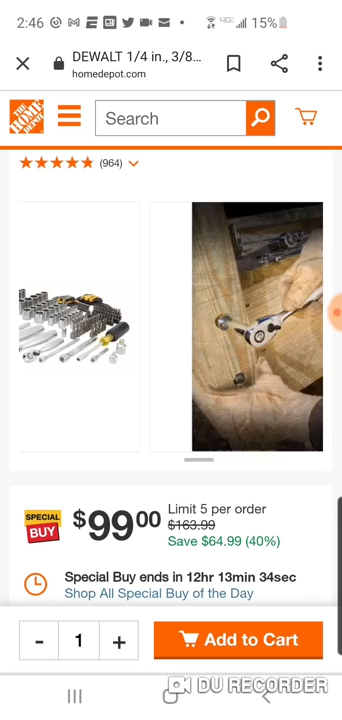 2:46
15%
DEWALT 1/4 in., 3/8...
homedepot.com
THE HOME DEPOT
Search
(964)
SPECIAL BUY
$99.00
Limit 5 per order
$163.99
Save $64.99 (40%)
Special Buy ends in 12hr 13min 34sec
Shop All Special Buy of the Day
- 1 +
Add to Cart
DU RECORDER